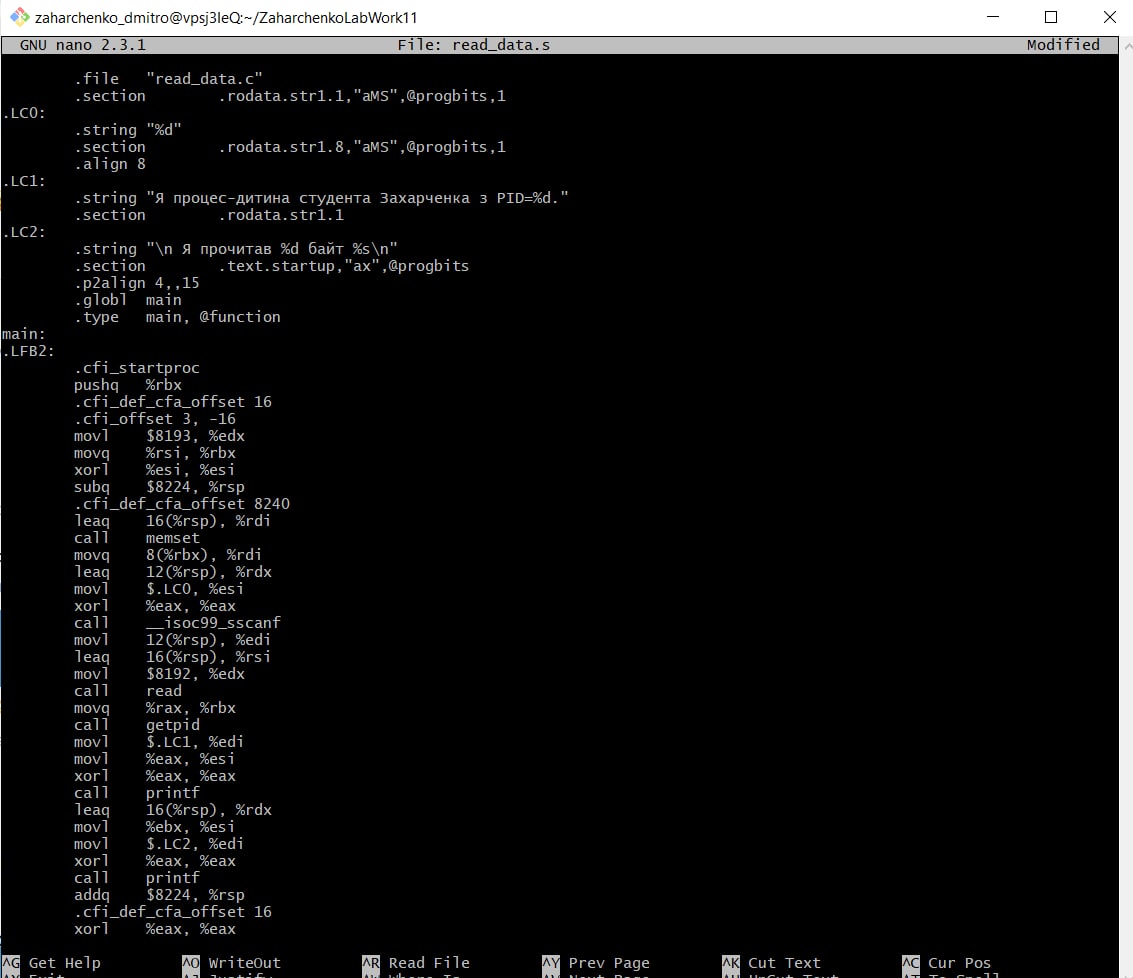 zaharchenko_dmitro@vpsj3leQ:~/ZaharchenkoLabWork11
GNU nano 2.3.1 File: read_data.s Modified
.file "read_data.c"
.section .rodata.str1.1,"aMS",@progbits,1
.LC0:
.string "%d"
.section .rodata.str1.8,"aMS",@progbits,1
.align 8
.LC1:
.string "Я процес-дитина студента Захарченка з PID=%d."
.section .rodata.str1.1
.LC2:
.string "\n Я прочитав %d байт %s\n"
.section .text.startup,"ax",@progbits
.p2align 4,,15
.globl main
.type main, @function
main:
.LFB2:
.cfi_startproc
pushq %rbx
.cfi_def_cfa_offset 16
.cfi_offset 3, -16
movl $8193, %edx
movq %rsi, %rbx
xorl %esi, %esi
subq $8224, %rsp
.cfi_def_cfa_offset 8240
leaq 16(%rsp), %rdi
call memset
movq 8(%rbx), %rdi
leaq 12(%rsp), %rdx
movl $.LC0, %esi
xorl %eax, %eax
call __isoc99_sscanf
movl 12(%rsp), %edi
leaq 16(%rsp), %rsi
movl $8192, %edx
call read
movq %rax, %rbx
call getpid
movl $.LC1, %edi
movl %eax, %esi
xorl %eax, %eax
call printf
leaq 16(%rsp), %rdx
movl %ebx, %esi
movl $.LC2, %edi
xorl %eax, %eax
call printf
addq $8224, %rsp
.cfi_def_cfa_offset 16
xorl %eax, %eax
^G Get Help ^O WriteOut ^R Read File ^Y Prev Page ^K Cut Text ^C Cur Pos